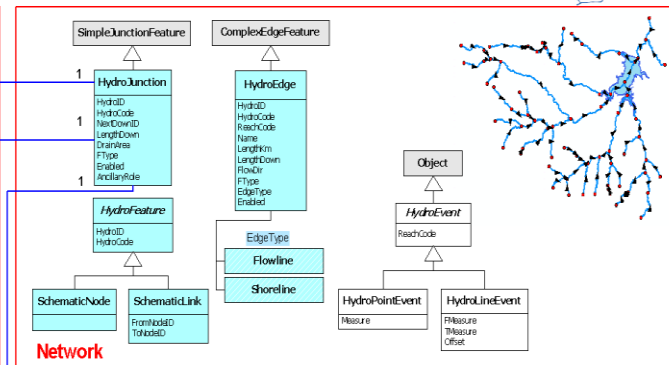 SimpleJunctionFeature
1
HydroJunction
HydroID
HydroCode
NextDownID
LengthDown
DrainArea
FType
Enabled
AncillaryRole
1
1
HydroFeature
HydroID
HydroCode
SchematicNode
SchematicLink
FromNodeID
ToNodeID
Network
ComplexEdgeFeature
HydroEdge
HydroID
HydroCode
ReachCode
Name
LengthKm
LengthDown
FlowDir
FType
EdgeType
Enabled
EdgeType
Flowline
Shoreline
Object
HydroEvent
ReachCode
HydroPointEvent
Measure
HydroLineEvent
FMeasure
TMeasure
Offset